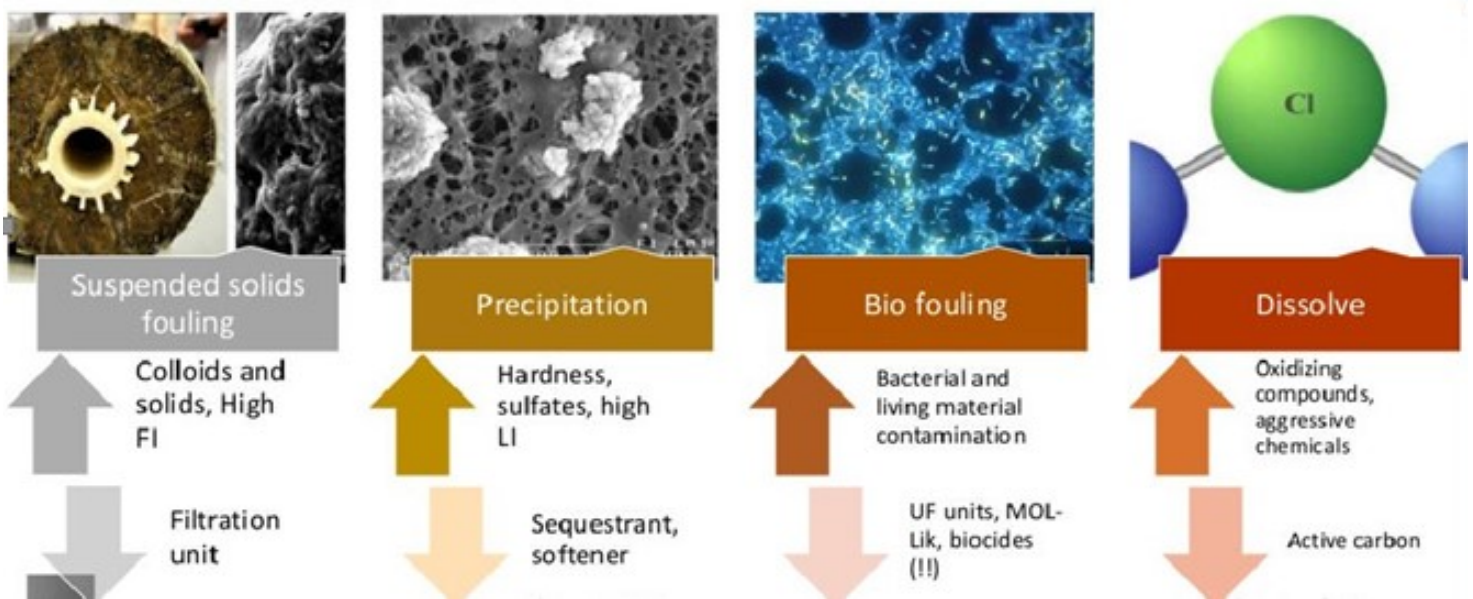 Cl
Suspended solids
fouling
Colloids and
solids, High
FI
Filtration
unit
Precipitation
Hardness,
sulfates, high
LI
Sequestrant,
softener
Bio fouling
Bacterial and
living material
contamination
UF units, MOL-
Lik, biocides
(!!)
Dissolve
Oxidizing
compounds,
aggressive
chemicals
Active carbon